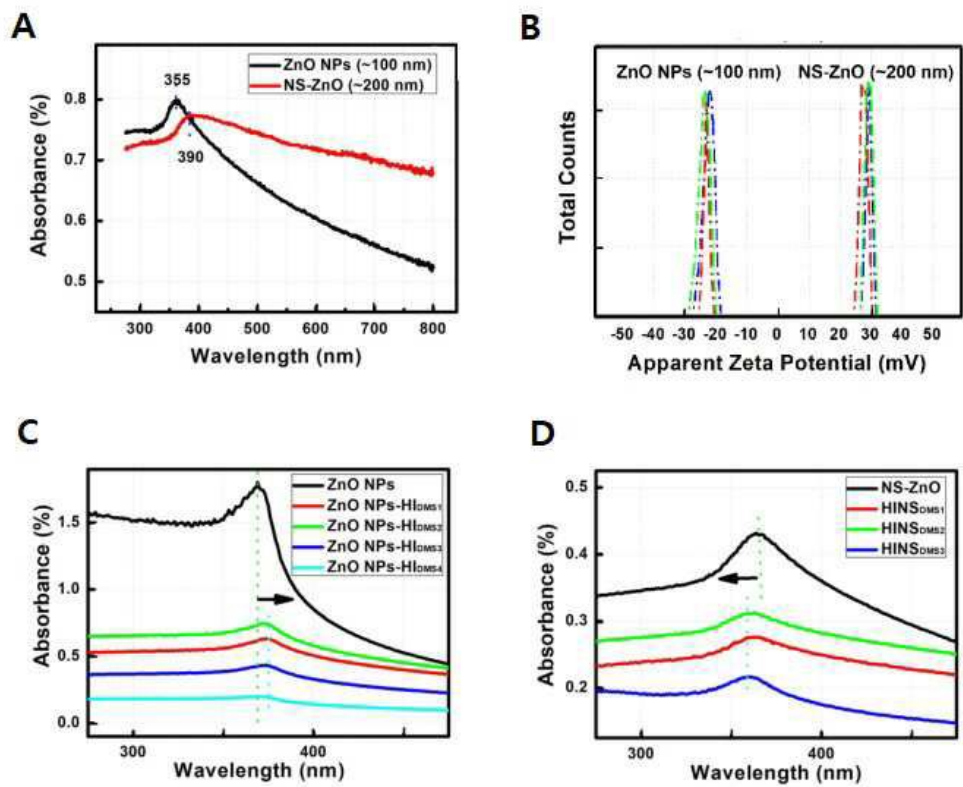 A
ZnO NPs (~100 nm)
NS-ZnO (~200 nm)
355
390
0.8
0.7
0.6
0.5
Absorbance (%)
300 400 500 600 700 800
Wavelength (nm)
B
ZnO NPs (~100 nm) NS-ZnO (~200 nm)
Total Counts
-50 -40 -30 -20 -10 0 10 20 30 20 50
Apparent Zeta Potential (mV)
C
ZnO NPs
ZnO NPs-HIDMS1
ZnO NPs-HIDMS2
ZnO NPs-HIDMS3
ZnO NPs-HIDMS4
1.5
1.0
0.5
0.0
Absorbance (%)
300 400
Wavelength (nm)
D
NS-ZnO
HINSDMS1
HINSDMS2
HINSDMS3
0.5
0.4
0.3
0.2
Absorbance (%)
300 400
Wavelength (nm)